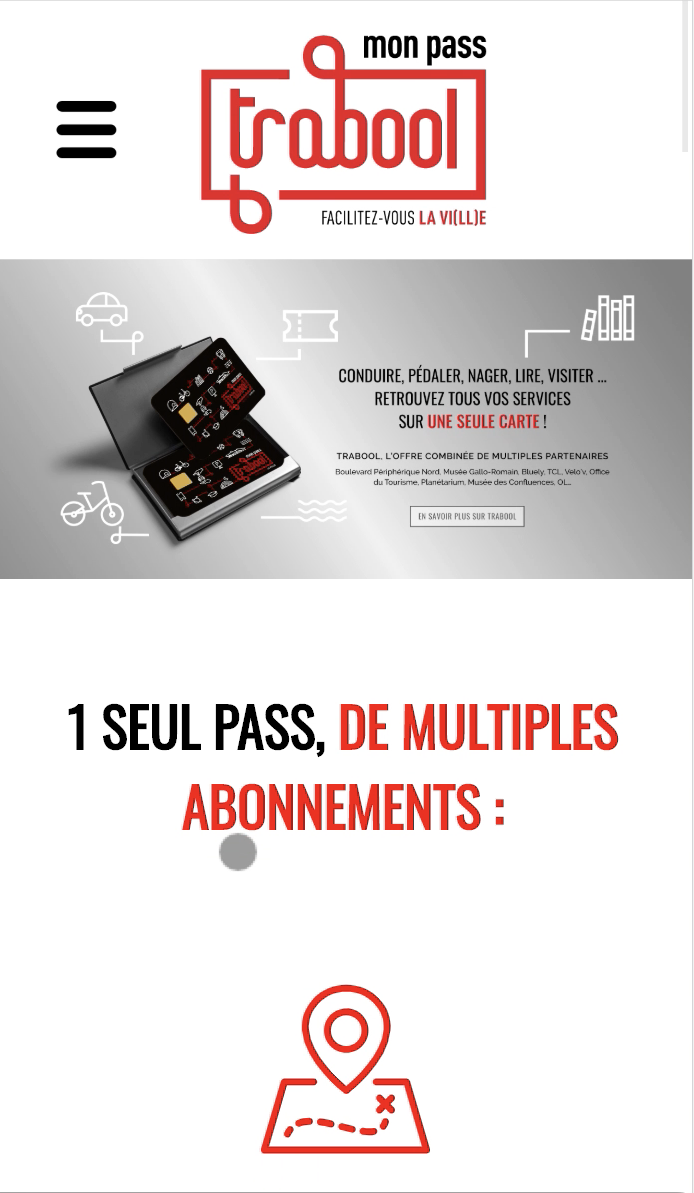 mon pass
trabool
FACILITEZ-VOUS LA VI(LL)E
CONDUIRE, PÉDALER, NAGER, LIRE, VISITER ...
RETROUVEZ TOUS VOS SERVICES
SUR UNE SEULE CARTE !
TRABOOL, L'OFFRE COMBINÉE DE MULTIPLES PARTENAIRES
Boulevard Périphérique Nord, Musée Gallo-Romain, Bluely, TCL, Velo'v, Office
du Tourisme, Planétarium, Musée des Confluences, OL...
EN SAVOIR PLUS SUR TRABOOL
1 SEUL PASS, DE MULTIPLES
ABONNEMENTS :